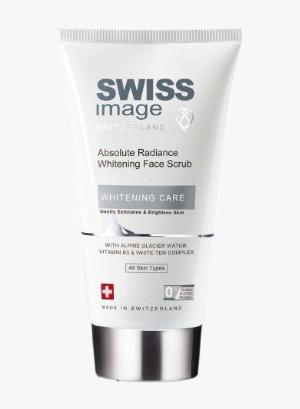 SWISS
image
SWITZERLAND
Absolute Radiance
Whitening Face Scrub
WHITENING CARE
Gently Exfoliates & Brightens Skin
WITH ALPINE GLACIER WATER,
VITAMIN B3 & WHITE-TEN COMPLEX
All Skin Types
0%
MADE IN SWITZERLAND